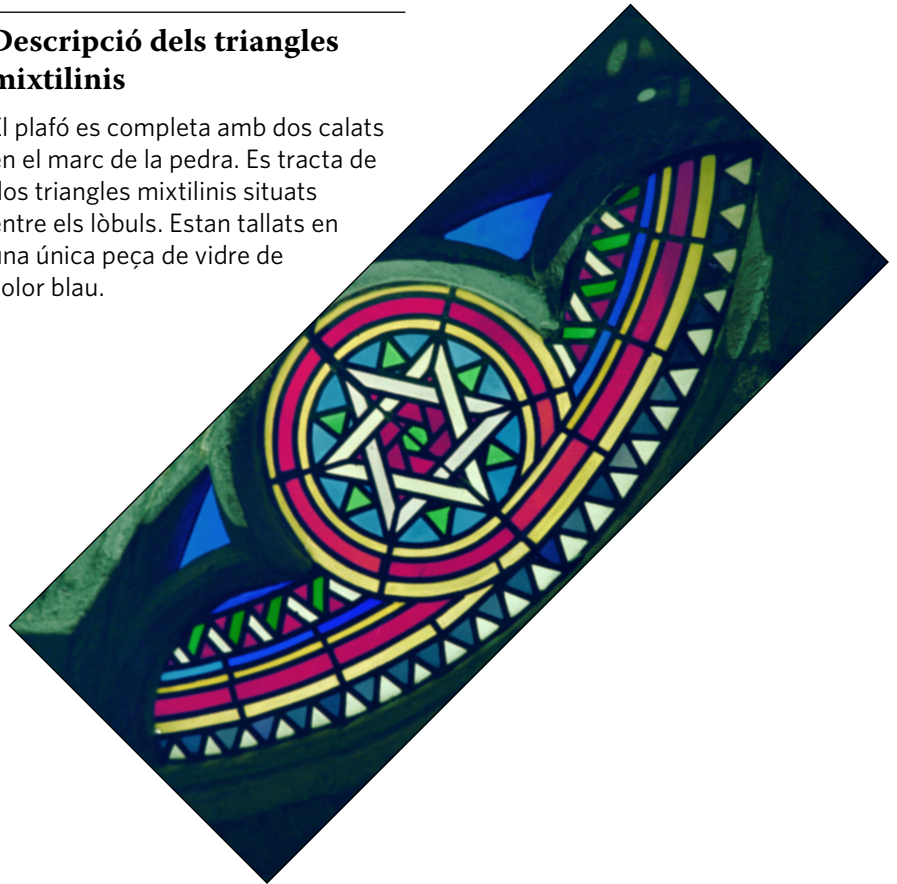 Descripció dels triangles
mixtilinis
El plafó es completa amb dos calats
en el marc de la pedra. Es tracta de
dos triangles mixtilinis situats
entre els lòbuls. Estan tallats en
una única peça de vidre de
color blau.